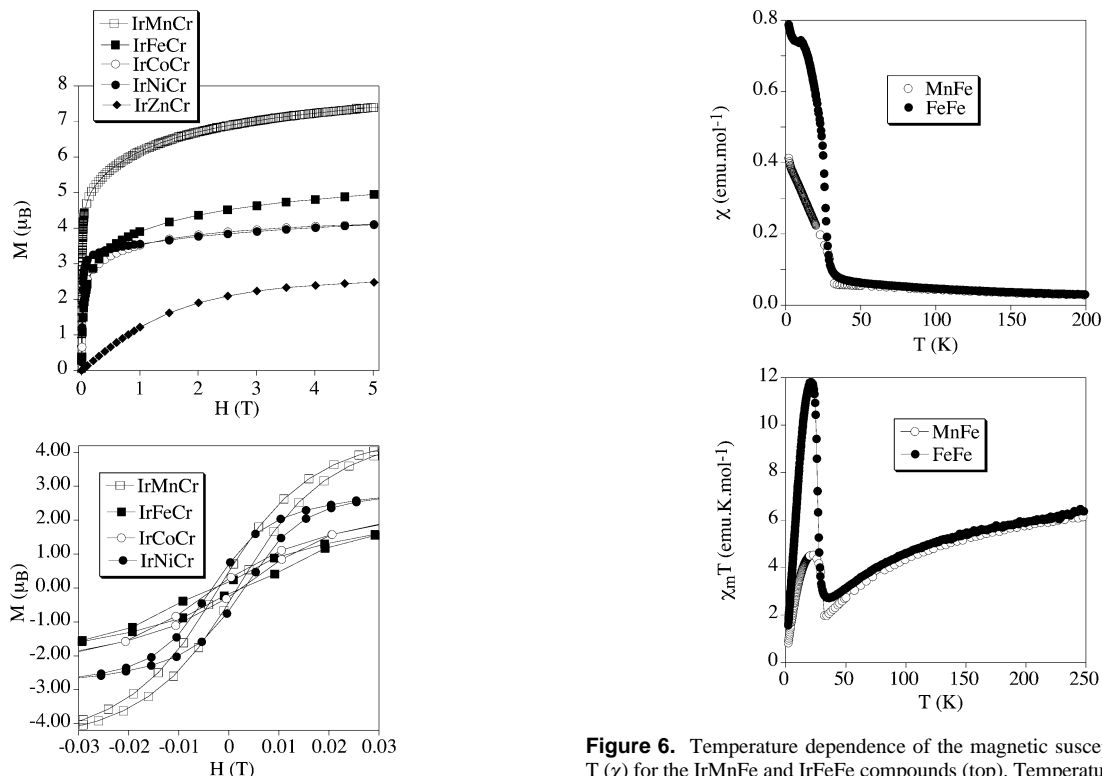 IrMnCr
IrFeCr
IrCoCr
IrNiCr
IrZnCr
8
7
6
5
4
3
2
1
0
M (μB)
0 1 2 3 4 5
H (T)
4.00
3.00
2.00
1.00
0.00
-1.00
-2.00
-3.00
-4.00
M (μB)
IrMnCr
IrFeCr
IrCoCr
IrNiCr
-0.03 -0.02 -0.01 0 0.01 0.02 0.03
H (T)
0.8
0.6
0.4
0.2
0.0
χ (emu.mol-1)
MnFe
FeFe
0 50 100 150 200
T (K)
12
10
8
6
4
2
0
χmT (emu.K.mol-1)
MnFe
FeFe
0 50 100 150 200 250
T (K)
Figure 6. Temperature dependence of the magnetic susce
T (χ) for the IrMnFe and IrFeFe compounds (top). Temperatu